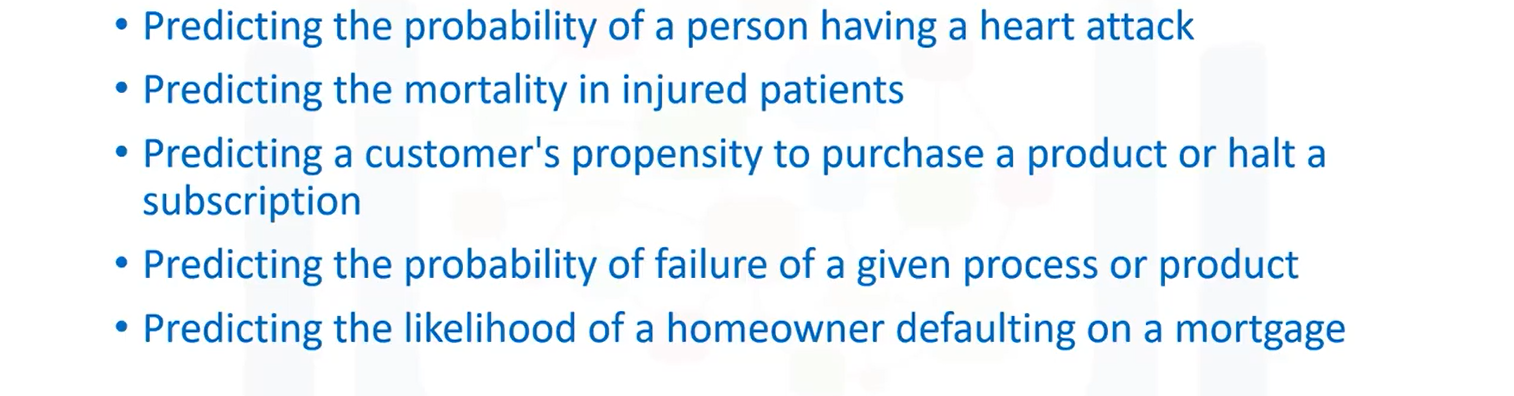 • Predicting the probability of a person having a heart attack
• Predicting the mortality in injured patients
• Predicting a customer's propensity to purchase a product or halt a
subscription
• Predicting the probability of failure of a given process or product
• Predicting the likelihood of a homeowner defaulting on a mortgage